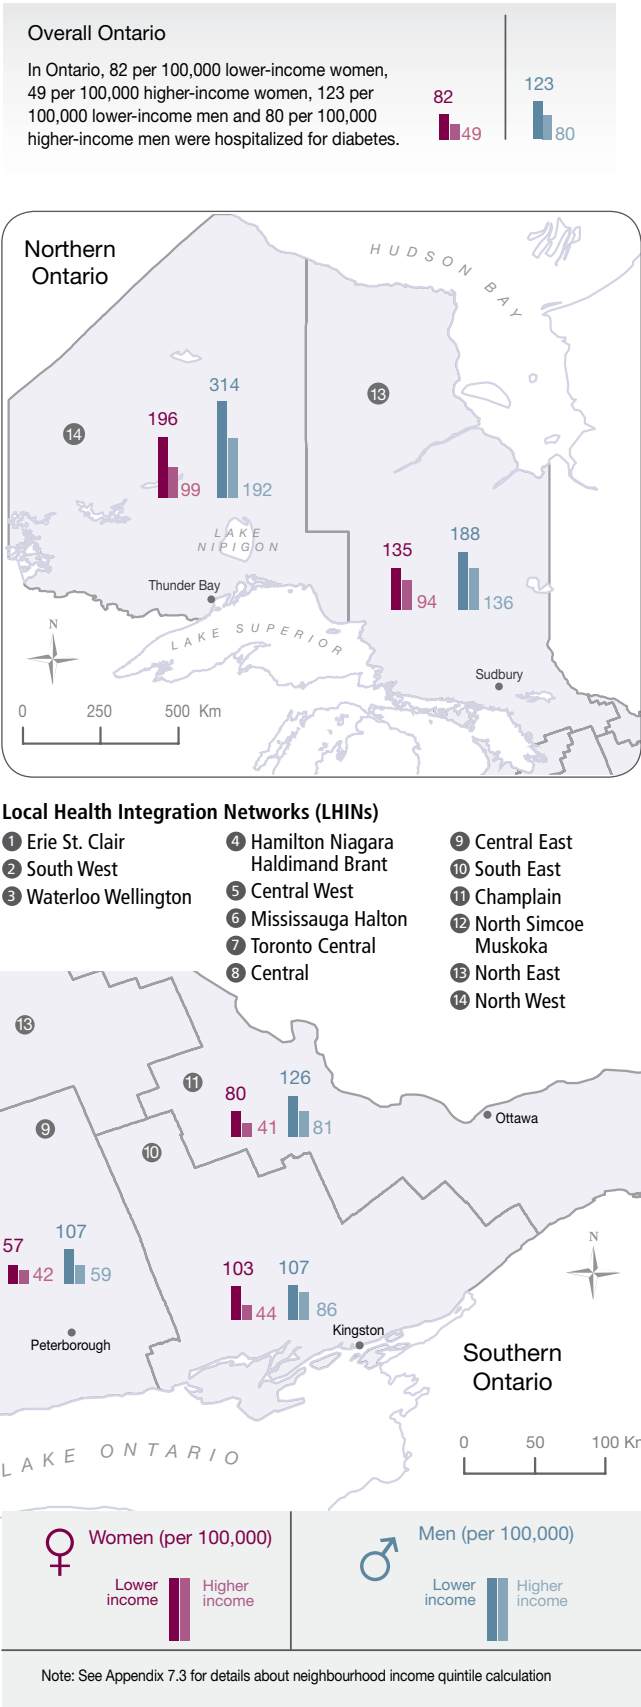 Overall Ontario
In Ontario, 82 per 100,000 lower-income women,
49 per 100,000 higher-income women, 123 per
100,000 lower-income men and 80 per 100,000
higher-income men were hospitalized for diabetes.
82
49
123
80
Northern
Ontario
HUDSON BAY
13
314
196
14
99
192
LAKE
NIPIGON
188
135
94
136
Thunder Bay
N
LAKE SUPERIOR
Sudbury
0 250 500 Km
Local Health Integration Networks (LHINs)
1 Erie St. Clair
2 South West
3 Waterloo Wellington
4 Hamilton Niagara
Haldimand Brant
5 Central West
6 Mississauga Halton
7 Toronto Central
8 Central
9 Central East
10 South East
11 Champlain
12 North Simcoe
Muskoka
13 North East
14 North West
13
11
126
80
41
81
Ottawa
9
10
57
107
42
59
103
107
44
86
N
Peterborough
Kingston
Southern
Ontario
LAKE ONTARIO
0 50 100 Km
Women (per 100,000)
Lower
income
Higher
income
Men (per 100,000)
Lower
income
Higher
income
Note: See Appendix 7.3 for details about neighbourhood income quintile calculation